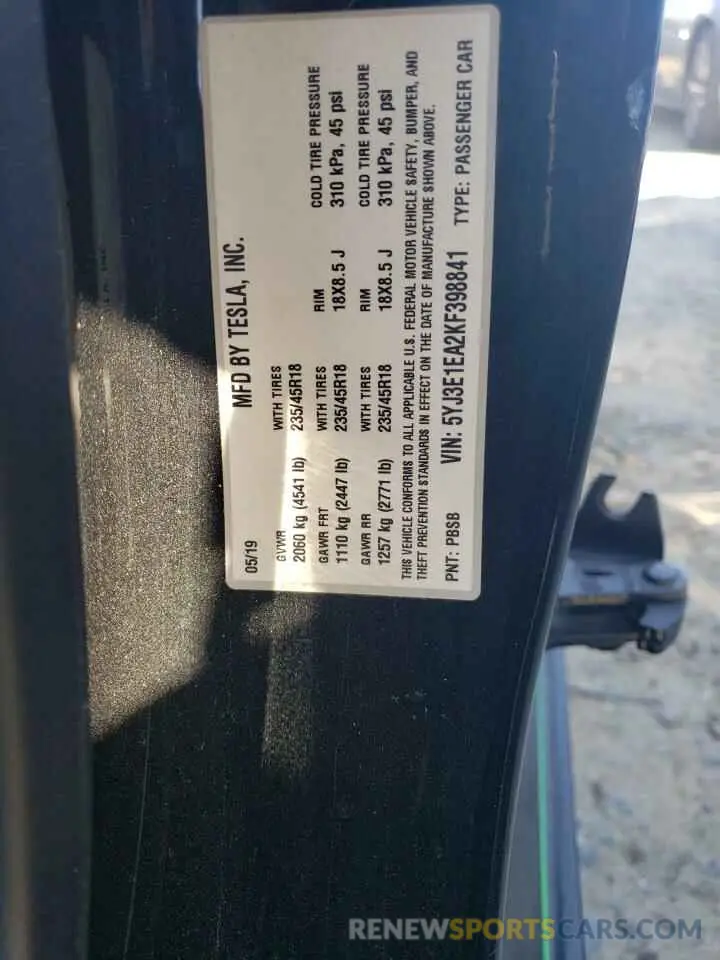 MFD BY TESLA, INC.
05/19
GVWR WITH TIRES
2060 kg (4541 lb) 235/45R18
GAWR FRT WITH TIRES RIM COLD TIRE PRESSURE
1110 kg (2447 lb) 235/45R18 18X8.5 J 310 kPa, 45 psi
GAWR RR WITH TIRES RIM COLD TIRE PRESSURE
1257 kg (2771 lb) 235/45R18 18X8.5 J 310 kPa, 45 psi
THIS VEHICLE CONFORMS TO ALL APPLICABLE U.S. FEDERAL MOTOR VEHICLE SAFETY, BUMPER, AND
THEFT PREVENTION STANDARDS IN EFFECT ON THE DATE OF MANUFACTURE SHOWN ABOVE.
PNT: PBSB VIN: 5YJ3E1EA2KF398841 TYPE: PASSENGER CAR
RENEWSPORTSCARS.COM